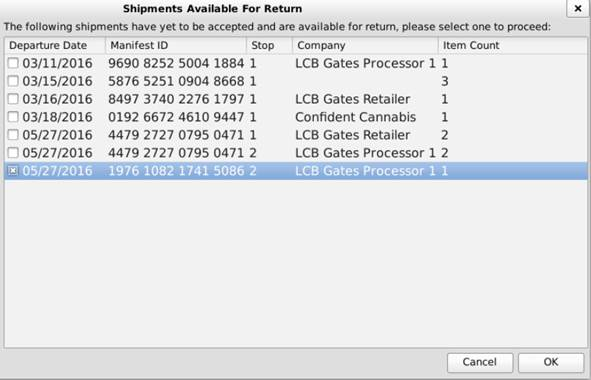 Shipments Available For Return
The following shipments have yet to be accepted and are available for return, please select one to proceed:
Departure Date Manifest ID Stop Company Item Count
03/11/2016 9690 8252 5004 1884 1 LCB Gates Processor 1 1
03/15/2016 5876 5251 0904 8668 1 3
03/16/2016 8497 3740 2276 1797 1 LCB Gates Retailer 1
03/18/2016 0192 6672 4610 9447 1 Confident Cannabis 1
05/27/2016 4479 2727 0795 0471 1 LCB Gates Retailer 2
05/27/2016 4479 2727 0795 0471 2 LCB Gates Processor 1 2
05/27/2016 1976 1082 1741 5086 2 LCB Gates Processor 1 1
Cancel OK